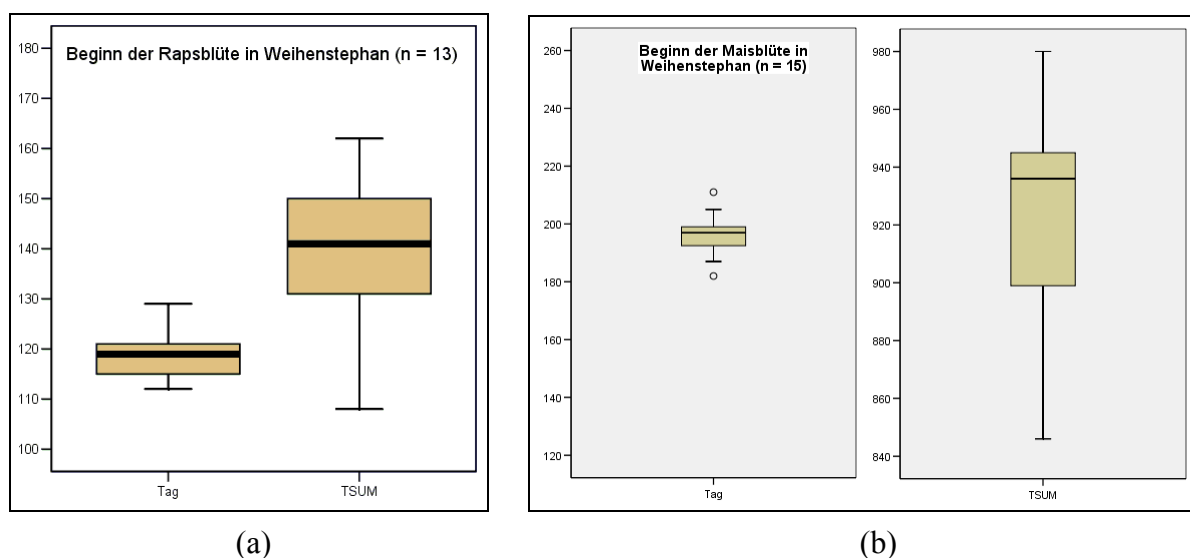 Beginn der Rapsblüte in Weihenstephan (n = 13)
180
170
160
150
140
130
120
110
100
Tag
TSUM
(a)
Beginn der Maisblüte in
Weihenstephan (n = 15)
260
240
220
200
180
160
140
120
Tag
980
960
940
920
900
880
860
840
TSUM
(b)